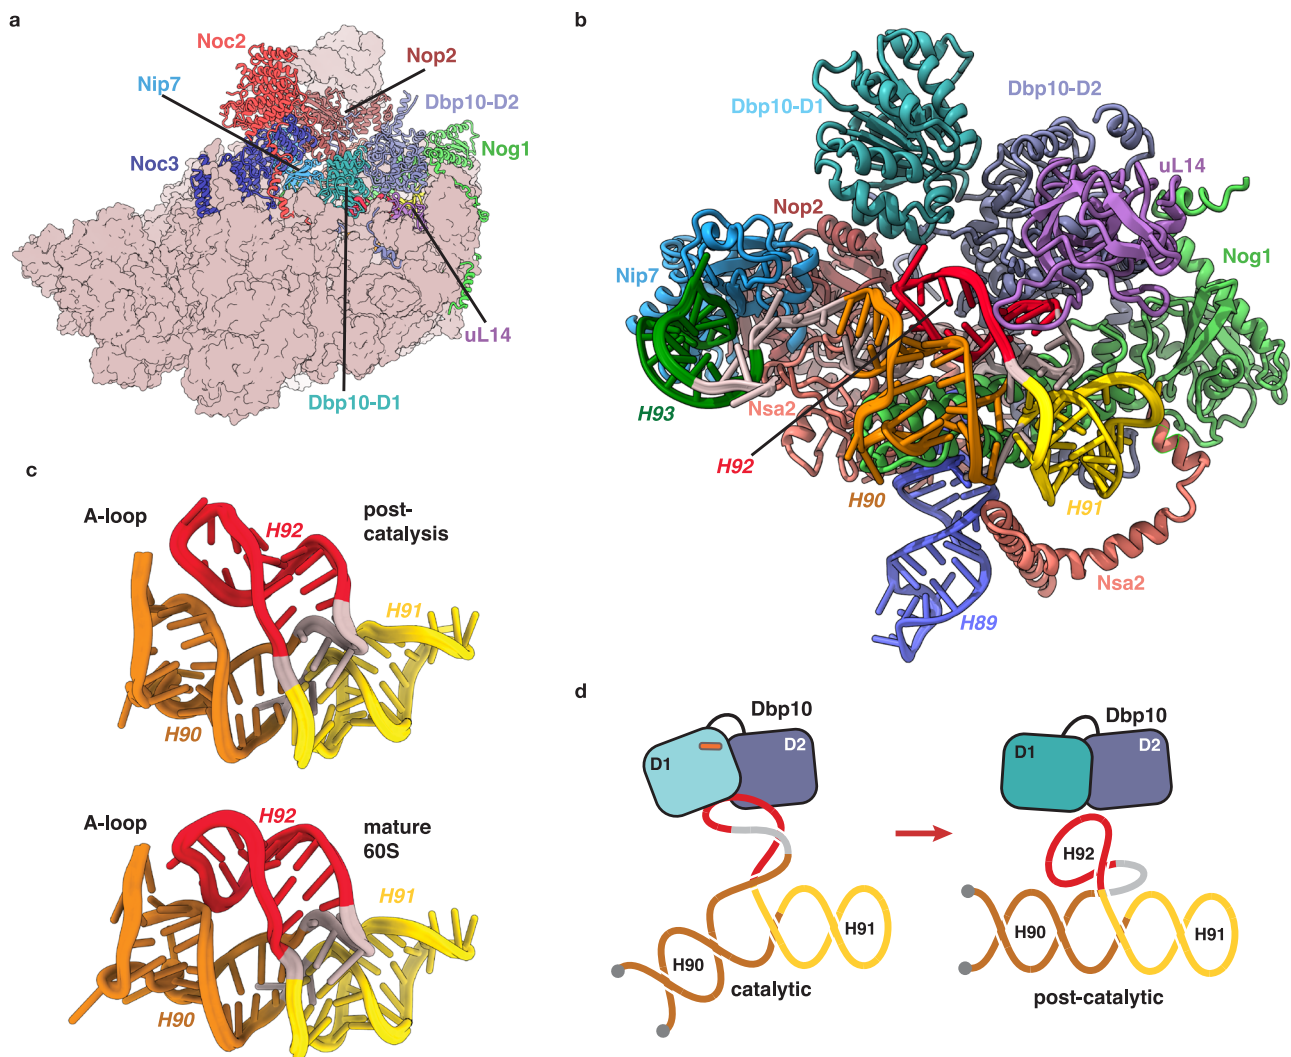 a
Noc2
Nop2
Nip7
Dbp10-D2
Nog1
Noc3
uL14
Dbp10-D1
b
Dbp10-D1
Dbp10-D2
uL14
Nop2
Nog1
Nip7
H93
Nsa2
H92
H90
H91
Nsa2
H89
c
A-loop
H92
post-
catalysis
H91
H90
A-loop
H92
mature
60S
H91
H90
d
Dbp10
D1
D2
H90
H91
catalytic
Dbp10
D1
D2
H92
H90
H91
post-catalytic